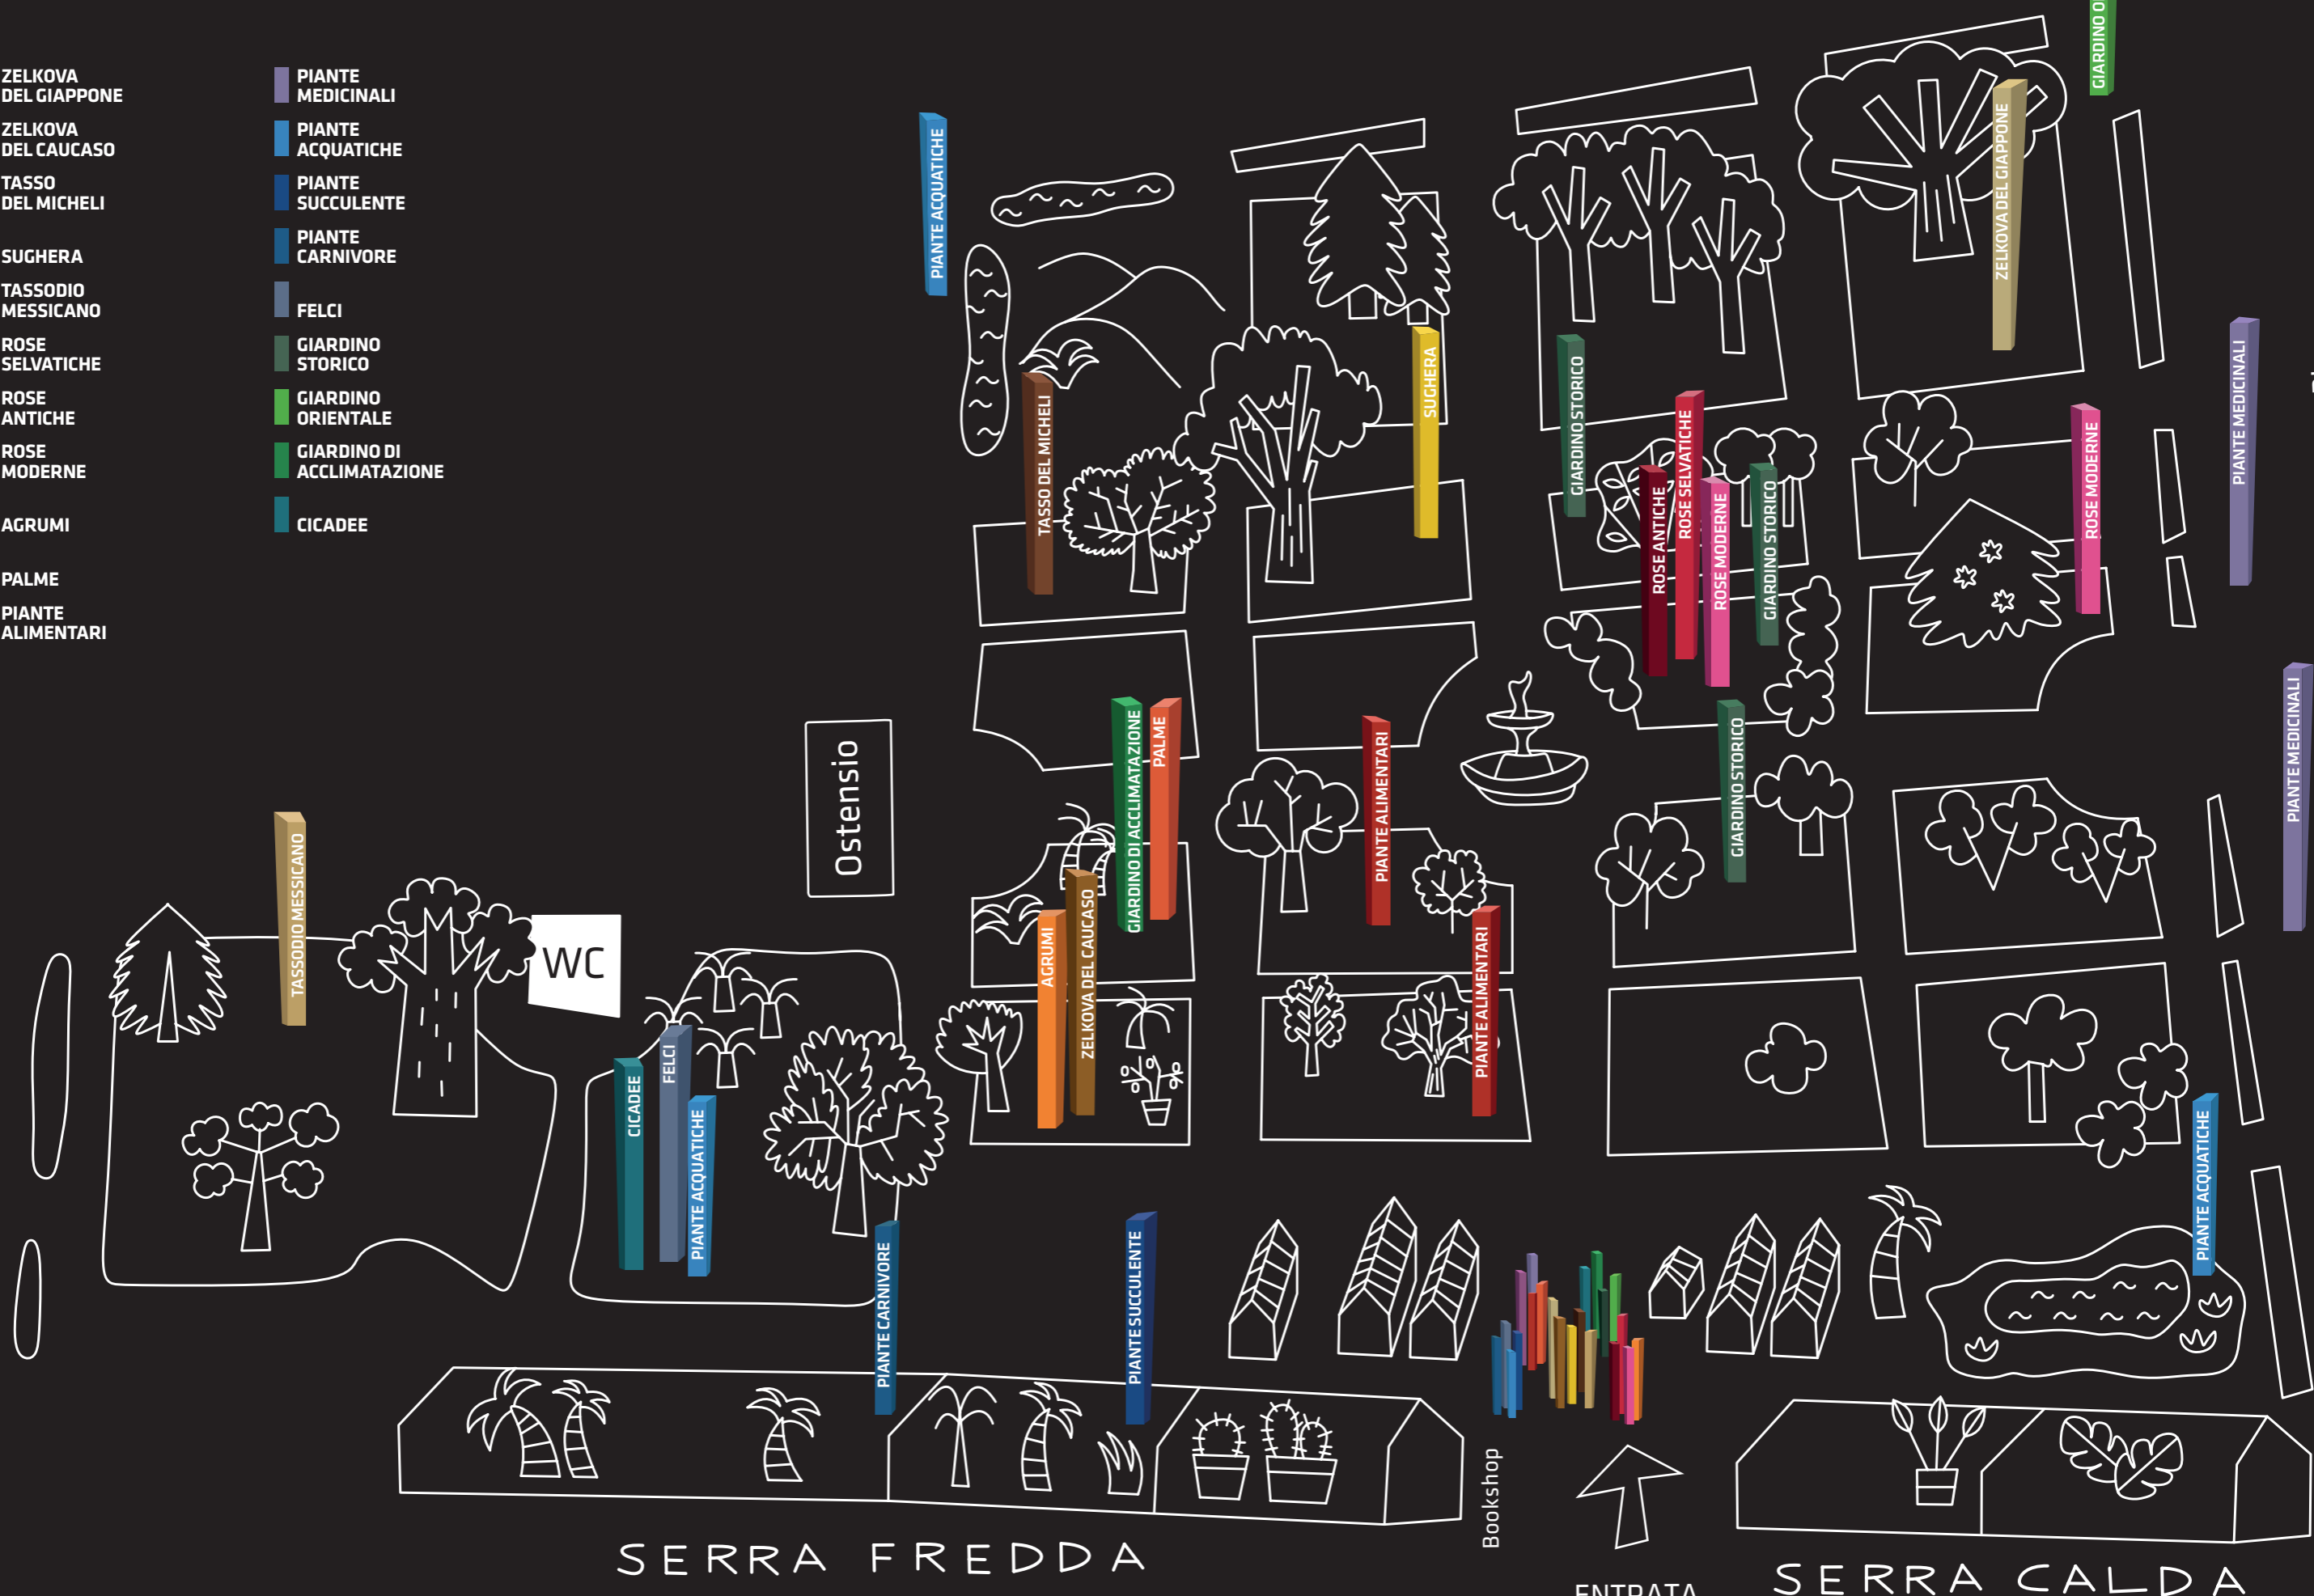 ZELKOVA
DEL GIAPPONE
ZELKOVA
DEL CAUCASO
TASSO
DEL MICHELI
SUGHERA
TASSODIO
MESSICANO
ROSE
SELVATICHE
ROSE
ANTICHE
ROSE
MODERNE
AGRUMI
PALME
PIANTE
ALIMENTARI
PIANTE
MEDICINALI
PIANTE
ACQUATICHE
PIANTE
SUCCULENTE
PIANTE
CARNIVORE
FELCI
GIARDINO
STORICO
GIARDINO
ORIENTALE
GIARDINO DI
ACCLIMATAZIONE
CICADEE
GIARDINO O
ZELKOVA DEL GIAPPONE
PIANTE ACQUATICHE
TASSO DEL MICHELI
SUGHERA
GIARDINO STORICO
ROSE SELVATICHE
ROSE ANTICHE
ROSE MODERNE
GIARDINO STORICO
ROSE MODERNE
PIANTE MEDICINALI
PIANTE MEDICINALI
GIARDINO STORICO
GIARDINO DI ACCLIMATAZIONE
PALME
PIANTE ALIMENTARI
Ostensio
TASSODIO MESSICANO
WC
AGRUMI
ZELKOVA DEL CAUCASO
PIANTE ALIMENTARI
CICADEE
FELCI
PIANTE ACQUATICHE
PIANTE ACQUATICHE
PIANTE CARNIVORE
PIANTE SUCCULENTE
Bookshop
SERRA FREDDA
ENTRATA
SERRA CALDA